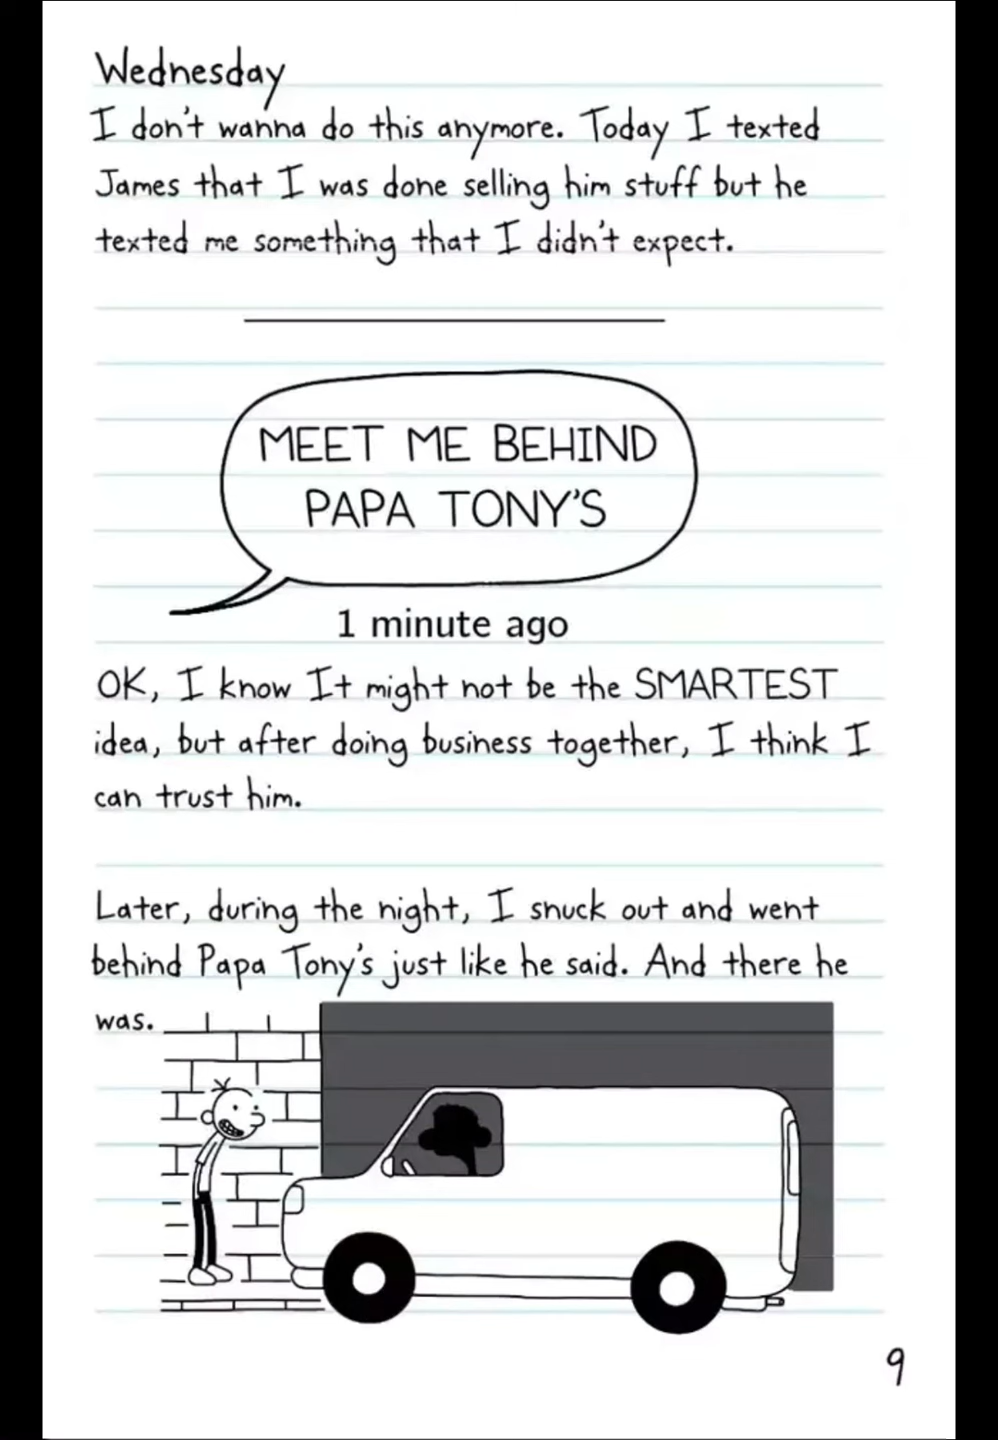 Wednesday
I don't wanna do this anymore. Today I texted
James that I was done selling him stuff but he
texted me something that I didn't expect.
MEET ME BEHIND
PAPA TONY'S
1 minute ago
OK, I know It might not be the SMARTEST
idea, but after doing business together, I think I
can trust him.
Later, during the night, I snuck out and went
behind Papa Tony's just like he said. And there he
was.
9